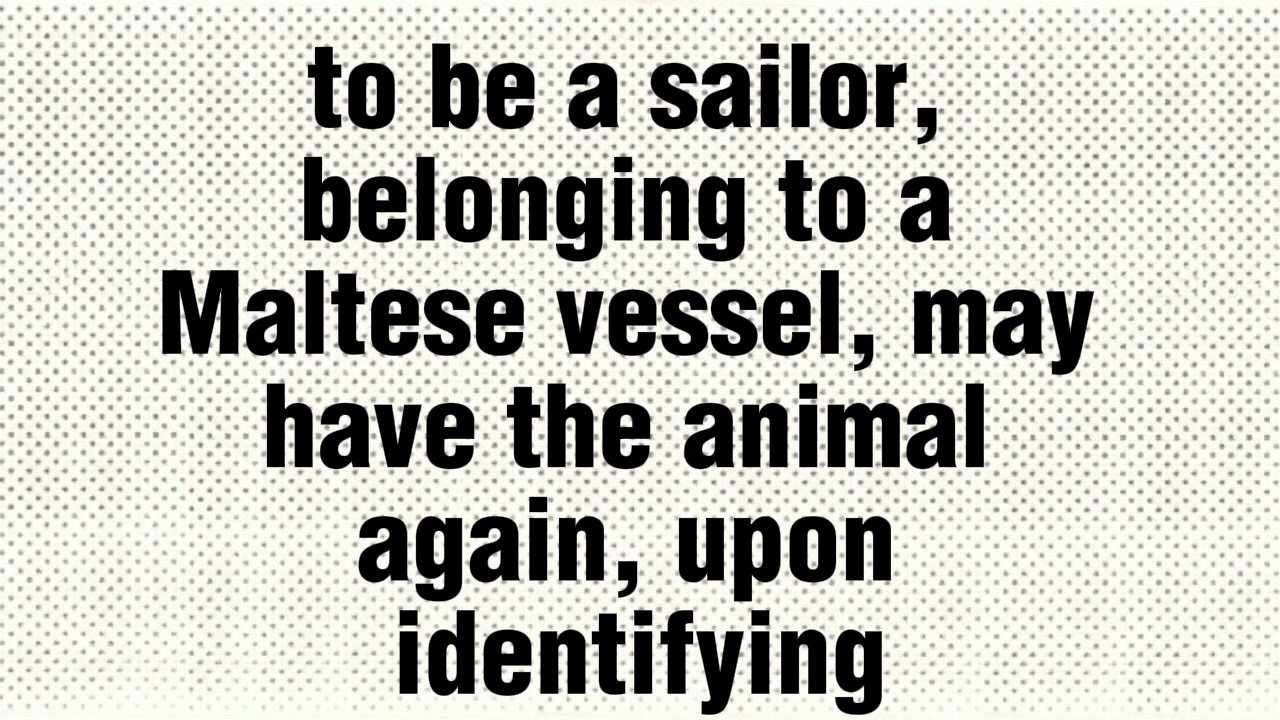 to be a sailor,
belonging to a
Maltese vessel, may
have the animal
again, upon
identifying